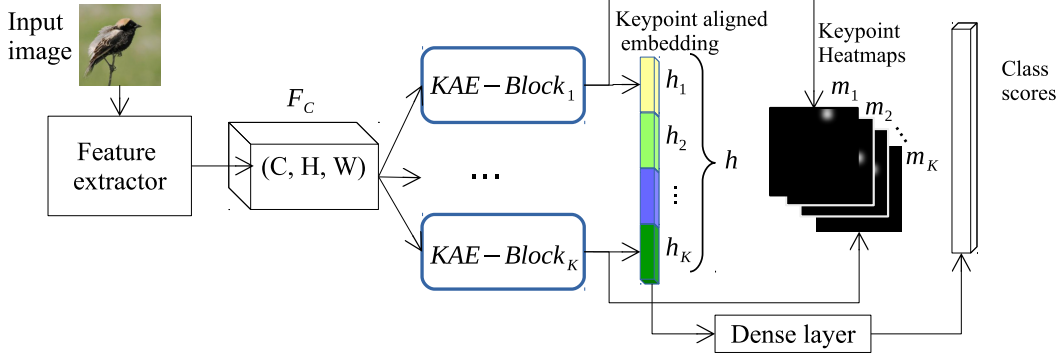 Input
image
Feature
extractor
F_C
(C, H, W)
KAE−Block_1
...
KAE−Block_K
Keypoint aligned
embedding
h_1
h_2
...
h_K
h
Keypoint
Heatmaps
m_1
m_2
...
m_K
Class
scores
Dense layer